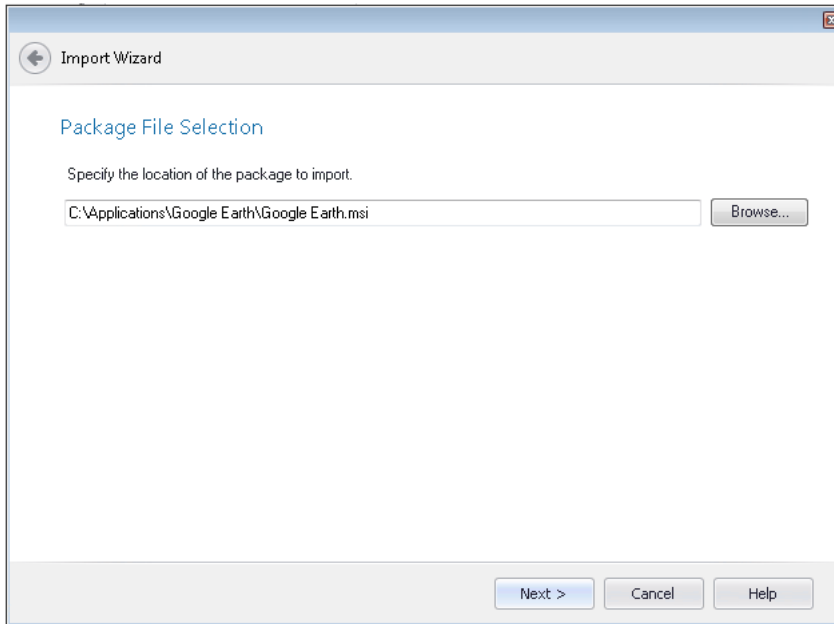 Import Wizard
Package File Selection
Specify the location of the package to import.
C:\Applications\Google Earth\Google Earth.msi
Browse...
Next >
Cancel
Help